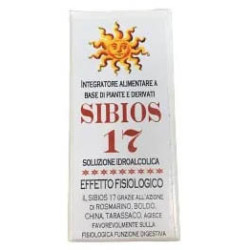 INTEGRATORE ALIMENTARE A
BASE DI PIANTE E DERIVATI
SIBIOS
17
SOLUZIONE IDROALCOLICA
EFFETTO FISIOLOGICO
IL SIBIOS 17 GRAZIE ALL'AZIONE
DI ROSMARINO, BOLDO,
CHINA, TARASSACO, AGISCE
FAVOREVOLMENTE SULLA
FISIOLOGICA FUNZIONE DIGESTIVA